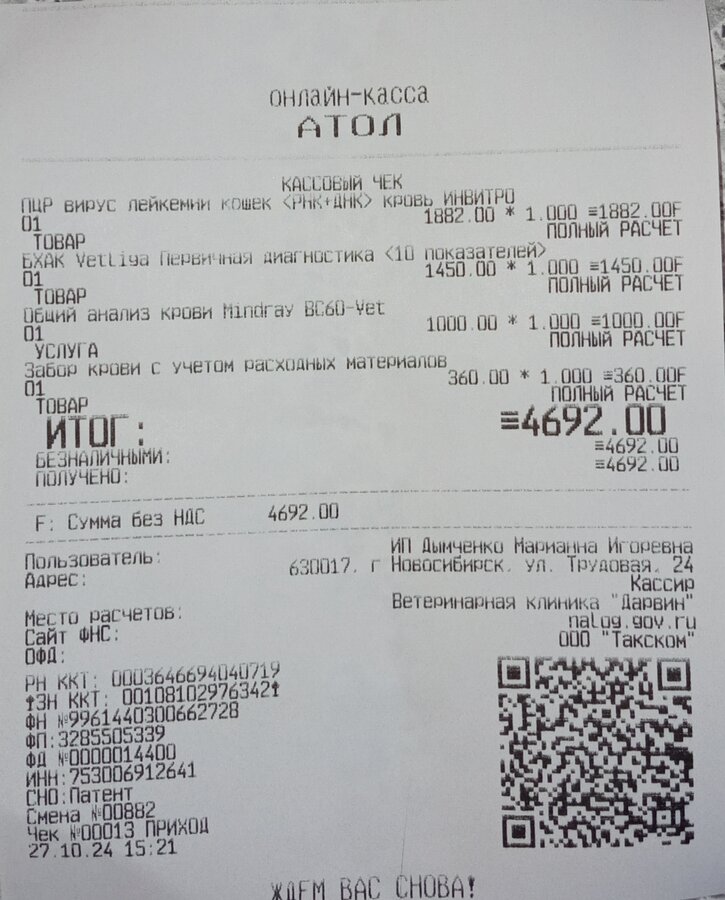 ОНЛАЙН-КАССА
АТОЛ
КАССОВЫЙ ЧЕК
ПЦР вирус лейкемии кошек <РНК+ДНК> кровь ИНВИТРО
01 1882.00 * 1.000 ≡1882.00F
ТОВАР ПОЛНЫЙ РАСЧЕТ
БХАК VetLiya Первичная диагностика <10 показателей>
01 1450.00 * 1.000 ≡1450.00F
ТОВАР ПОЛНЫЙ РАСЧЕТ
Общий анализ крови Mindray BC60-Vet
01 1000.00 * 1.000 ≡1000.00F
УСЛУГА ПОЛНЫЙ РАСЧЕТ
Забор крови с учетом расходных материалов
01 360.00 * 1.000 ≡360.00F
ТОВАР ПОЛНЫЙ РАСЧЕТ
ИТОГ: ≡4692.00
БЕЗНАЛИЧНЫМИ: ≡4692.00
ПОЛУЧЕНО: ≡4692.00
F: Сумма без НДС 4692.00
Пользователь: ИП Дымченко Марианна Игоревна
Адрес: 630017, г Новосибирск, ул. Трудовая, 24
Кассир
Место расчетов: Ветеринарная клиника "Дарвин"
Сайт ФНС: nalog.gov.ru
ОФД: ООО "Такском"
РН ККТ: 0003646694040719
ЗН ККТ: 00108102976342
ФН №9961440300662728
ФП:3285505339
ФД №0000014400
ИНН:753006912641
СНО:Патент
Смена №00882
Чек №00013 ПРИХОД
27.10.24 15:21
ЖДЕМ ВАС СНОВА!